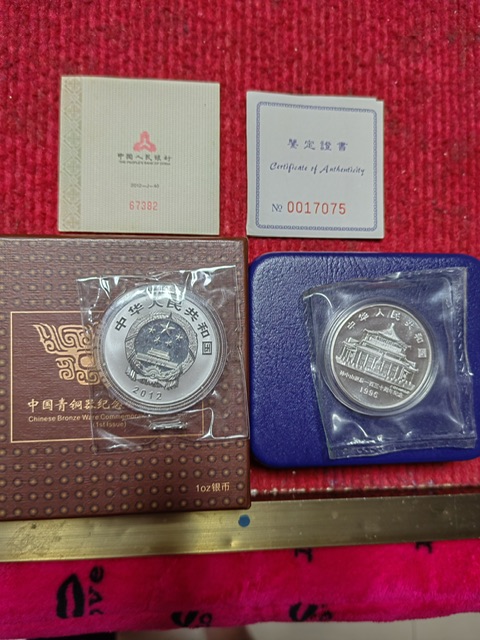 中国人民银行
THE PEOPLE'S BANK OF CHINA
67382
鑒定證書
Certificate of Authenticity
№ 0017075
中华人民共和国
2012
中国青铜器纪念
Chinese Bronze Ware Commemorative
1st Issue)
1oz银币
中华人民共和国
1996